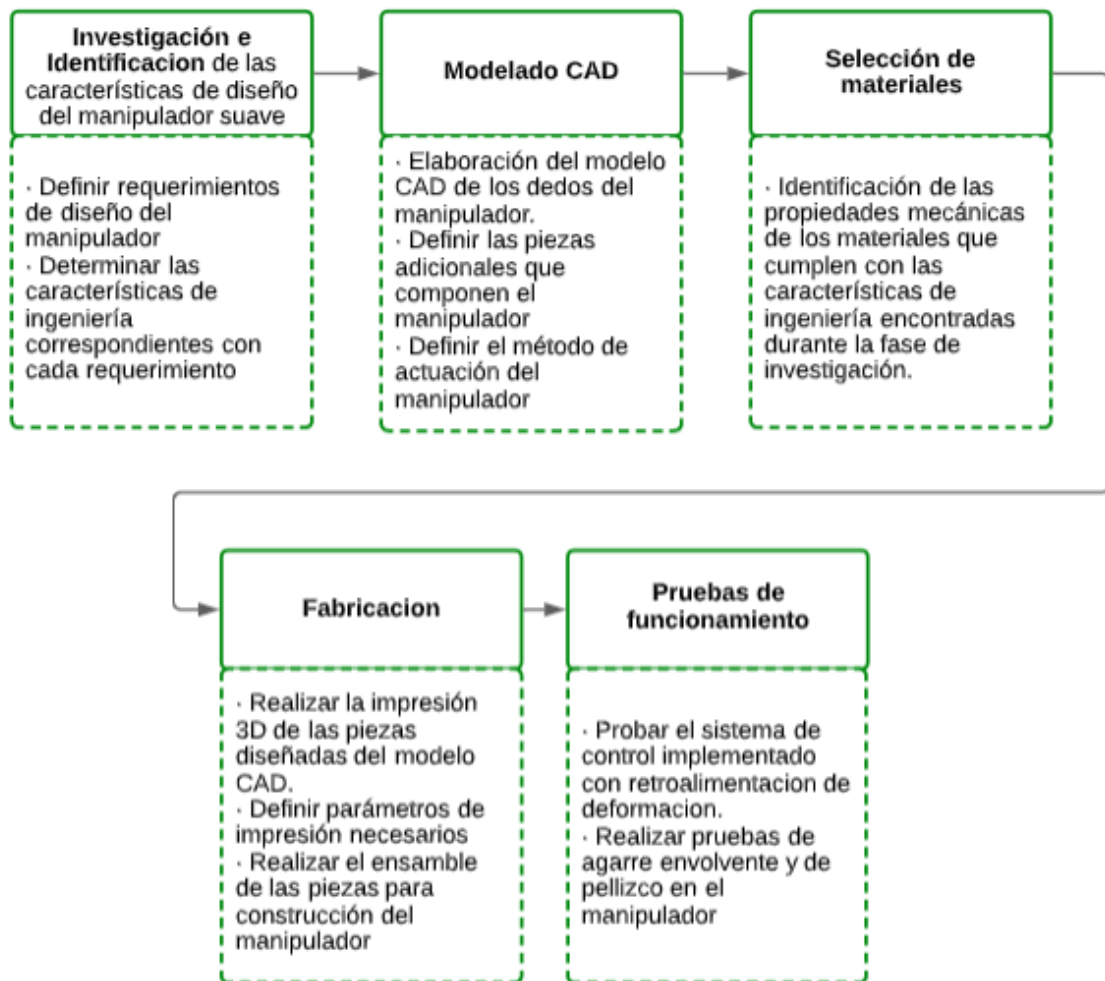 Investigación e
Identificacion de las
características de diseño
del manipulador suave
· Definir requerimientos
de diseño del
manipulador
· Determinar las
características de
ingeniería
correspondientes con
cada requerimiento
Modelado CAD
· Elaboración del modelo
CAD de los dedos del
manipulador.
· Definir las piezas
adicionales que
componen el
manipulador
· Definir el método de
actuación del
manipulador
Selección de
materiales
· Identificación de las
propiedades mecánicas
de los materiales que
cumplen con las
características de
ingeniería encontradas
durante la fase de
investigación.
Fabricacion
· Realizar la impresión
3D de las piezas
diseñadas del modelo
CAD.
· Definir parámetros de
impresión necesarios
· Realizar el ensamble
de las piezas para
construcción del
manipulador
Pruebas de
funcionamiento
· Probar el sistema de
control implementado
con retroalimentacion de
deformacion.
· Realizar pruebas de
agarre envolvente y de
pellizco en el
manipulador